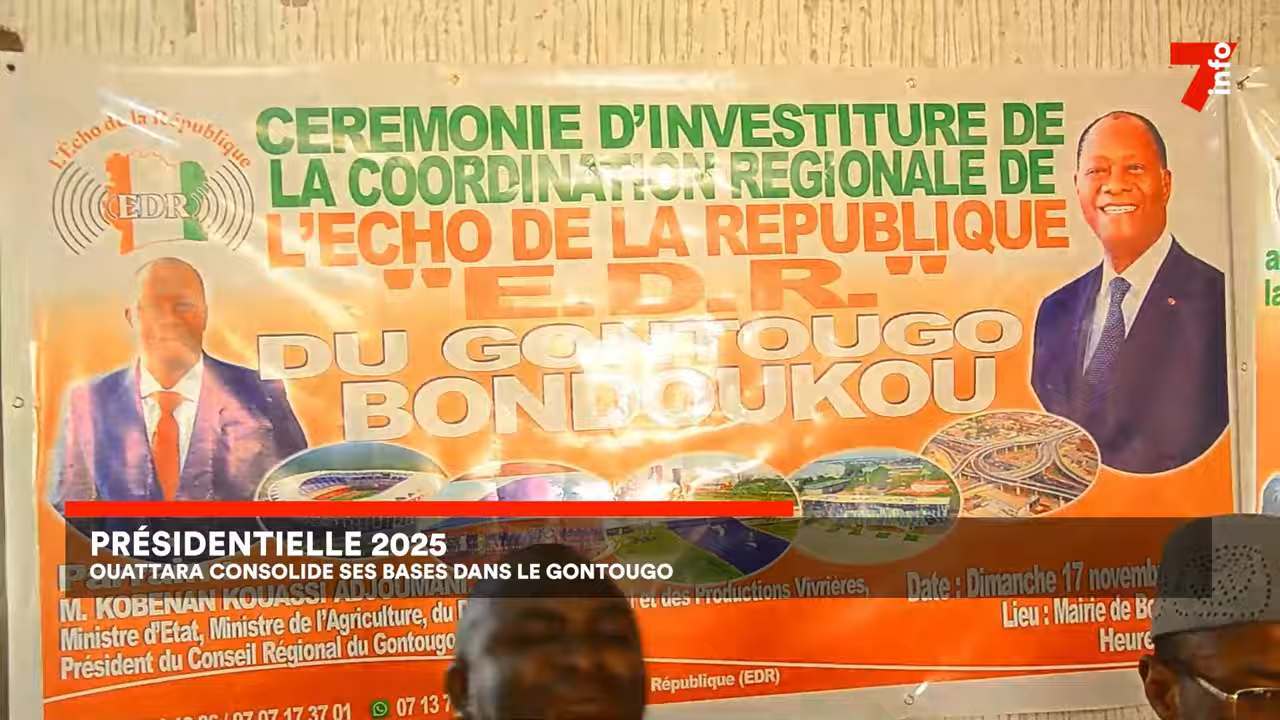 7 info
L'Echo de la République
EDR
CEREMONIE D'INVESTITURE DE
LA COORDINATION REGIONALE DE
L'ECHO DE LA REPUBLIQUE
"E.D.R."
DU GONTOUGO
BONDOUKOU
PRÉSIDENTIELLE 2025
OUATTARA CONSOLIDE SES BASES DANS LE GONTOUGO
M. KOBENAN KOUASSI ADJOUMANI
Ministre d'Etat, Ministre de l'Agriculture, du
et des Productions Vivrières,
Président du Conseil Régional du Gontougo
Date : Dimanche 17
Lieu : Mairie de
Heure
République (EDR)
07 07 17 37 01
07 13